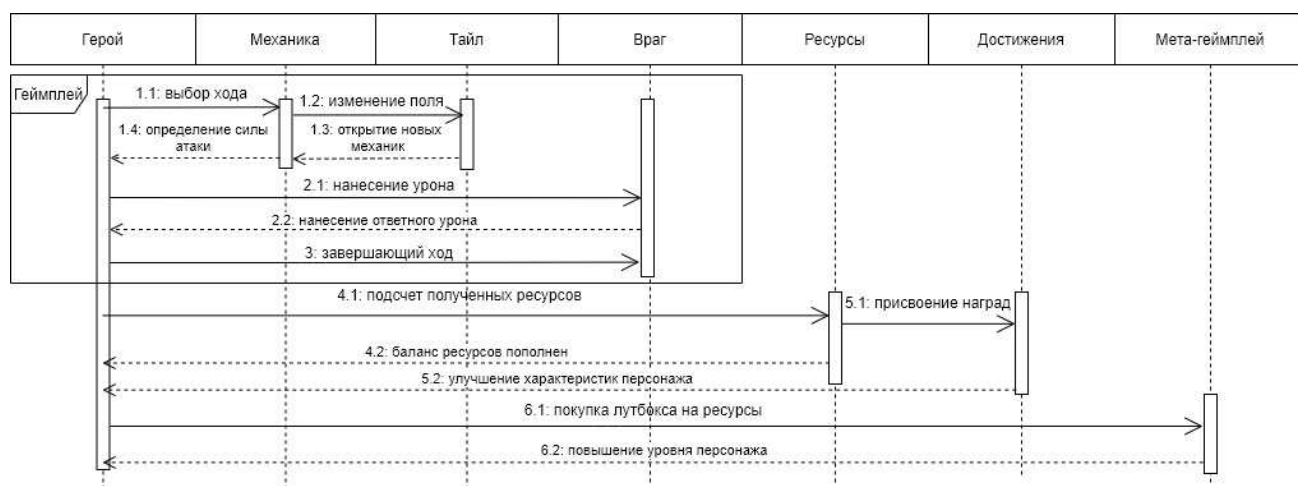 Герой
Механика
Тайл
Враг
Ресурсы
Достижения
Мета-геймплей
Геймплей
1.1: выбор хода
1.2: изменение поля
1.4: определение силы
атаки
1.3: открытие новых
механик
2.1: нанесение урона
2.2: нанесение ответного урона
3: завершающий ход
4.1: подсчет полученных ресурсов
5.1: присвоение наград
4.2: баланс ресурсов пополнен
5.2: улучшение характеристик персонажа
6.1: покупка лутбокса на ресурсы
6.2: повышение уровня персонажа